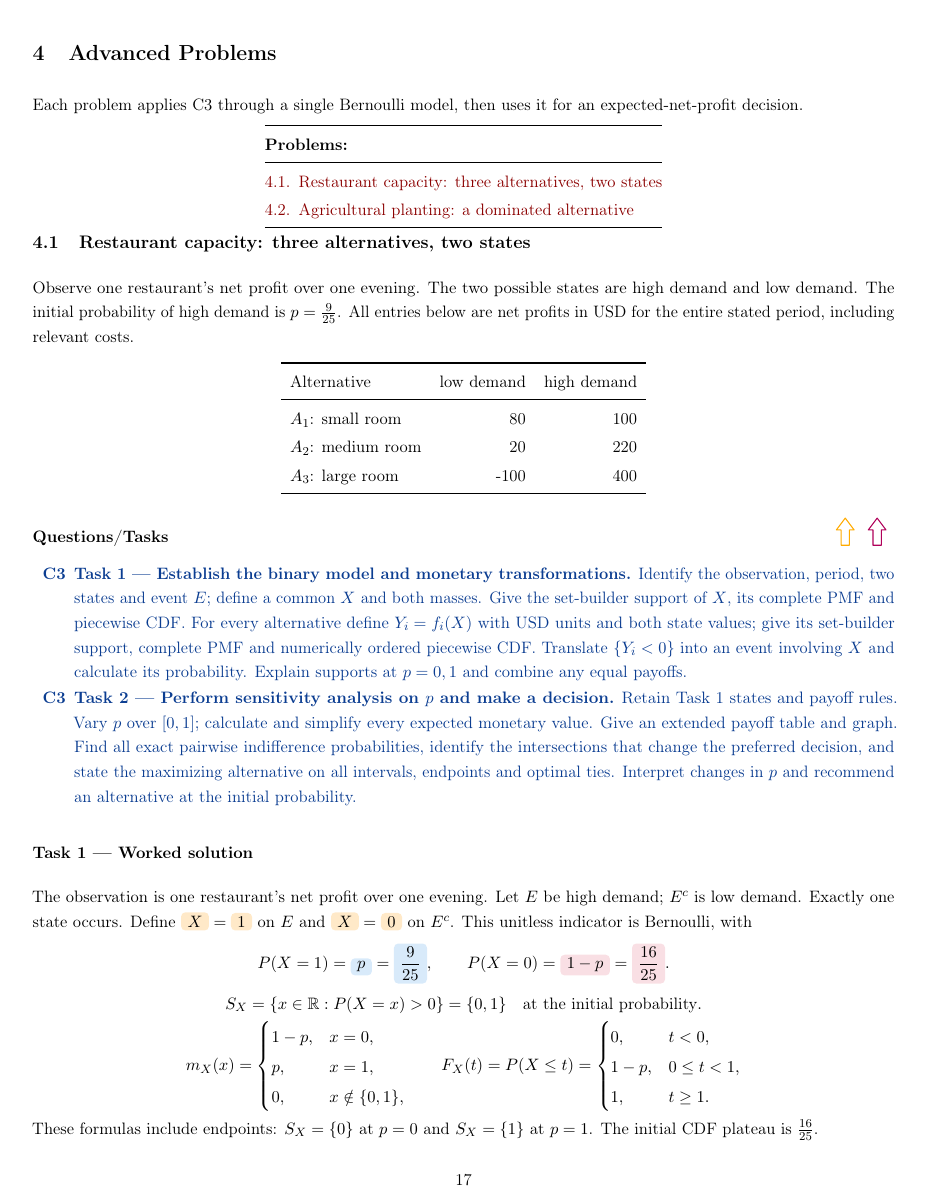 4 Advanced Problems
Each problem applies C3 through a single Bernoulli model, then uses it for an expected-net-profit decision.
Problems:
4.1. Restaurant capacity: three alternatives, two states
4.2. Agricultural planting: a dominated alternative
4.1 Restaurant capacity: three alternatives, two states
Observe one restaurant's net profit over one evening. The two possible states are high demand and low demand. The
initial probability of high demand is p = 9/25. All entries below are net profits in USD for the entire stated period, including
relevant costs.
Alternative low demand high demand
A₁: small room 80 100
A₂: medium room 20 220
A₃: large room -100 400
Questions/Tasks
C3 Task 1 — Establish the binary model and monetary transformations. Identify the observation, period, two
states and event E; define a common X and both masses. Give the set-builder support of X, its complete PMF and
piecewise CDF. For every alternative define Yᵢ = fᵢ(X) with USD units and both state values; give its set-builder
support, complete PMF and numerically ordered piecewise CDF. Translate {Yᵢ < 0} into an event involving X and
calculate its probability. Explain supports at p = 0, 1 and combine any equal payoffs.
C3 Task 2 — Perform sensitivity analysis on p and make a decision. Retain Task 1 states and payoff rules.
Vary p over [0, 1]; calculate and simplify every expected monetary value. Give an extended payoff table and graph.
Find all exact pairwise indifference probabilities, identify the intersections that change the preferred decision, and
state the maximizing alternative on all intervals, endpoints and optimal ties. Interpret changes in p and recommend
an alternative at the initial probability.
Task 1 — Worked solution
The observation is one restaurant's net profit over one evening. Let E be high demand; Eᶜ is low demand. Exactly one
state occurs. Define X = 1 on E and X = 0 on Eᶜ. This unitless indicator is Bernoulli, with
P(X = 1) = p = 9/25, P(X = 0) = 1 − p = 16/25.
S_X = {x ∈ ℝ : P(X = x) > 0} = {0, 1} at the initial probability.
m_X(x) = { 1 − p, x = 0, p, x = 1, 0, x ∉ {0, 1}, F_X(t) = P(X ≤ t) = { 0, t < 0, 1 − p, 0 ≤ t < 1, 1, t ≥ 1.
These formulas include endpoints: S_X = {0} at p = 0 and S_X = {1} at p = 1. The initial CDF plateau is 16/25.
17